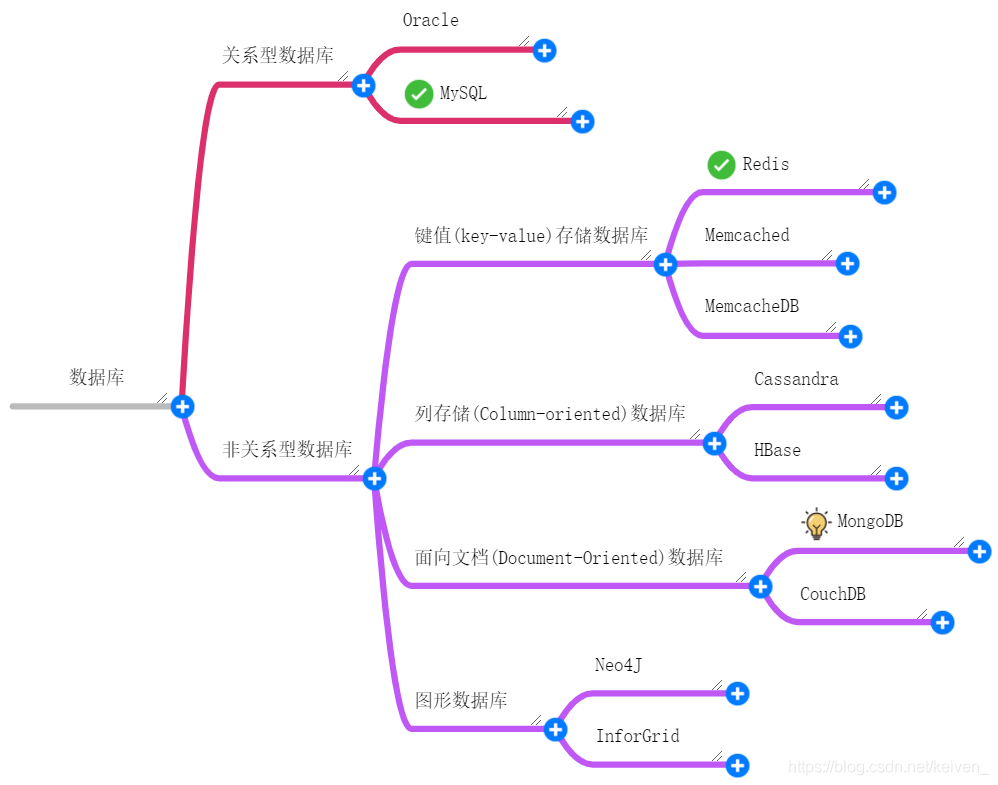 数据库
关系型数据库
Oracle
MySQL
非关系型数据库
键值(key-value)存储数据库
Redis
Memcached
MemcacheDB
列存储(Column-oriented)数据库
Cassandra
HBase
面向文档(Document-Oriented)数据库
MongoDB
CouchDB
图形数据库
Neo4J
InforGrid
https://blog.csdn.net/keiven_